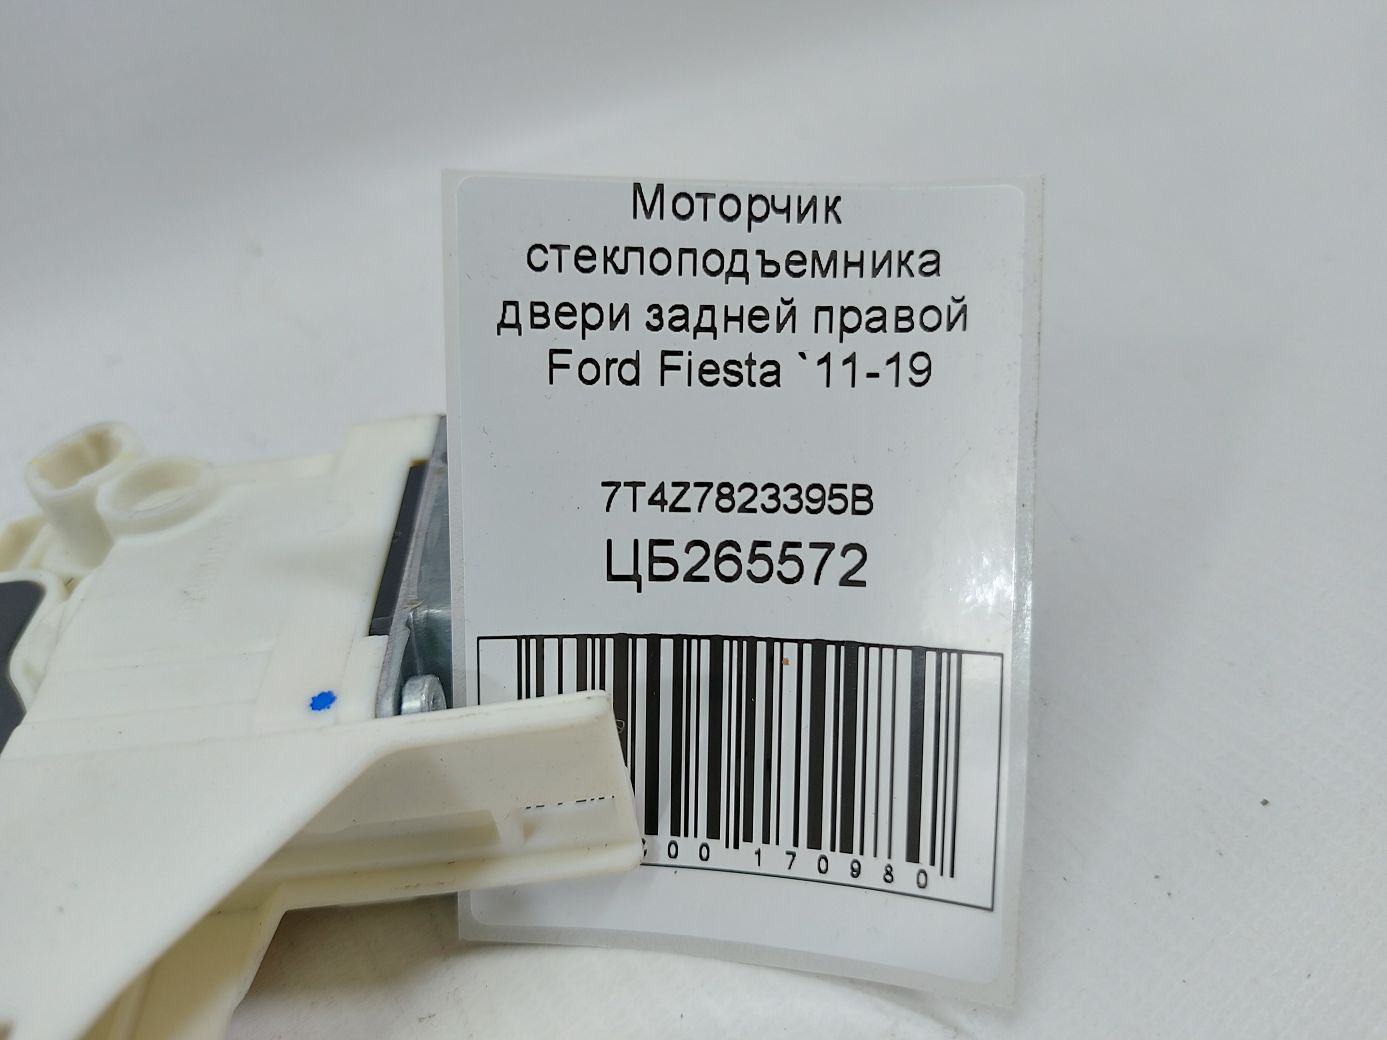 Моторчик
стеклоподъемника
двери задней правой
Ford Fiesta `11-19
7T4Z7823395B
ЦБ265572
00 170980